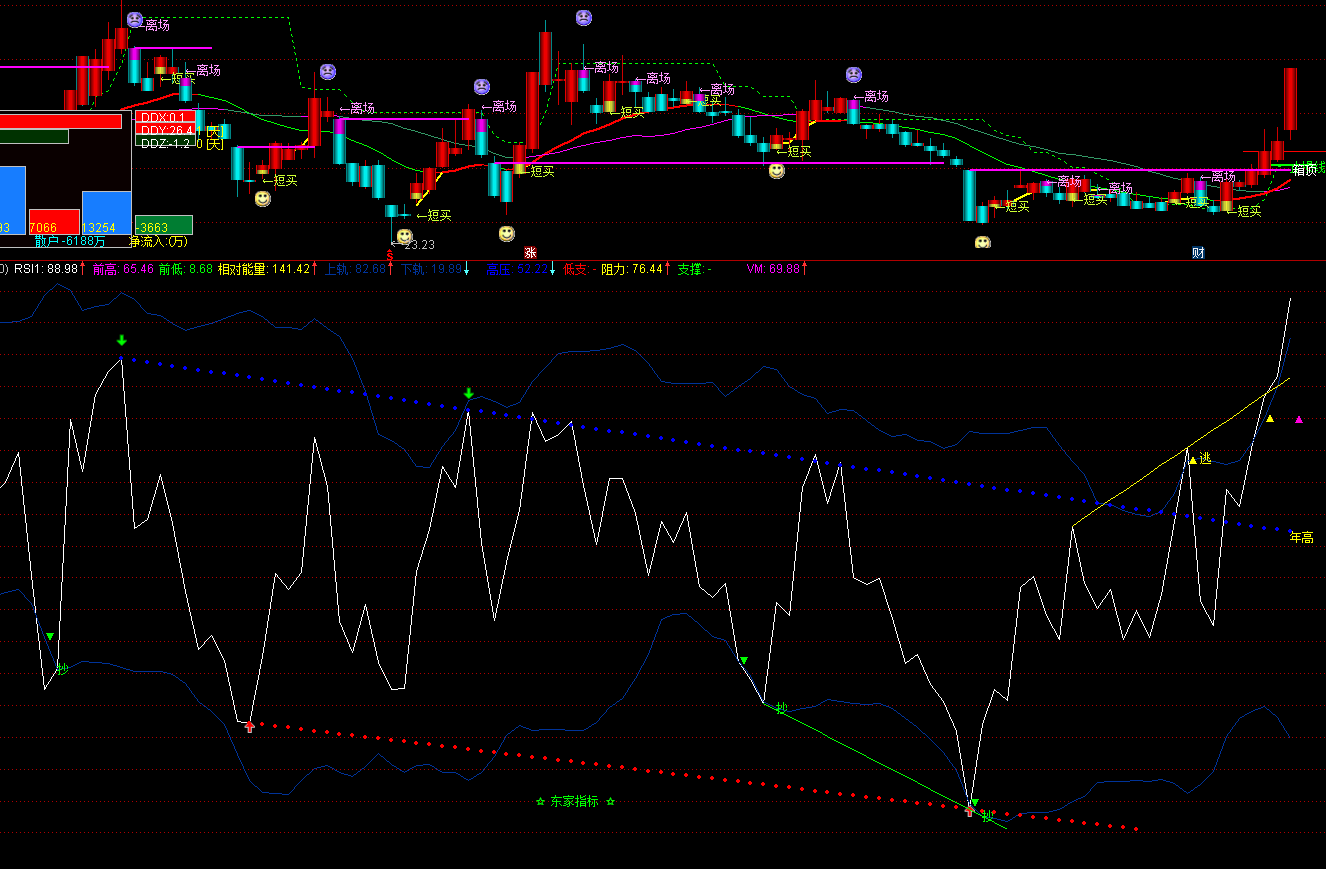 ←离场
←短买
←离场
DDX:0.1
DDY:26.4
[天]
DDZ:-1.2
0 [天]
7066
13254
-3663
散户 -6188万
净流入:(万)
←短买
←离场
←短买
←23.23
←离场
←短买
涨
←离场
←短买
←离场
←离场
←短买
←离场
←短买
←离场
←短买
←离场
←短买
←离场
←短买
财
箱顶
RSI1: 88.98↑ 前高: 65.46 前低: 8.68 相对能量: 141.42↑ 上轨: 82.68↑ 下轨: 19.89↓ 高压: 52.22↓ 低支: - 阻力: 76.44↑ 支撑: - VM: 69.88↑
逃
年高
抄
抄
☆ 东家指标 ☆
抄